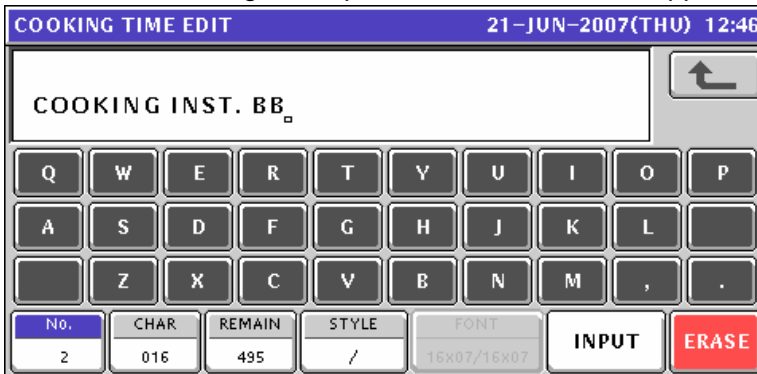 COOKING TIME EDIT 21-JUN-2007(THU) 12:46
COOKING INST. BB
Q W E R T Y U I O P
A S D F G H J K L
Z X C V B N M , .
No. CHAR REMAIN STYLE FONT INPUT ERASE
2 016 495 / 16x07/16x07